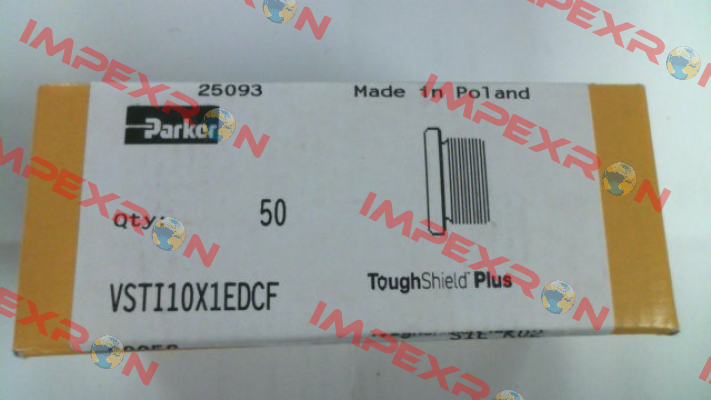 25093 Made in Poland
Parker
Qty: 50
ToughShield Plus
VSTI10X1EDCF
IMPEXRON
IMPEXRON
IMPEXRON
IMPEXRON
IMPEXRON
IMPEXRON
IMPEXRON
IMPEXRON